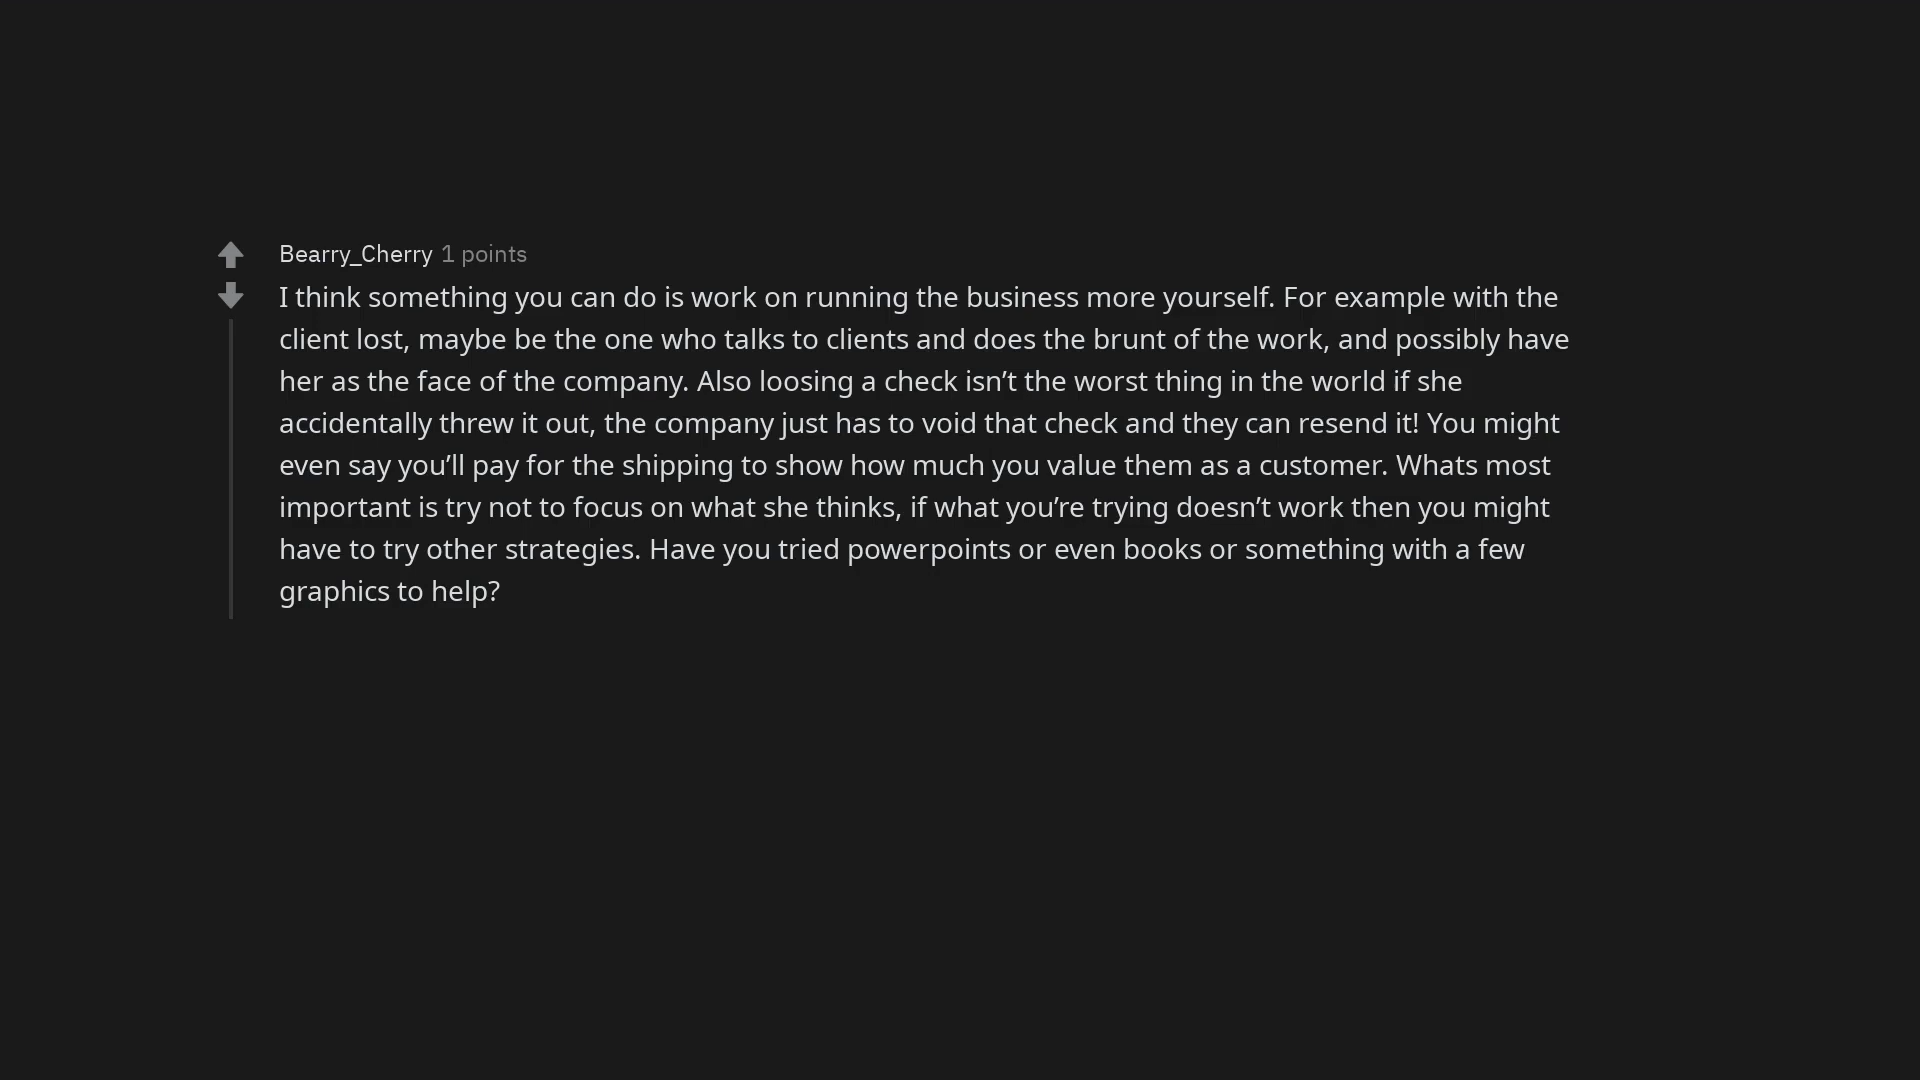 Bearry_Cherry 1 points
I think something you can do is work on running the business more yourself. For example with the
client lost, maybe be the one who talks to clients and does the brunt of the work, and possibly have
her as the face of the company. Also loosing a check isn’t the worst thing in the world if she
accidentally threw it out, the company just has to void that check and they can resend it! You might
even say you’ll pay for the shipping to show how much you value them as a customer. Whats most
important is try not to focus on what she thinks, if what you’re trying doesn’t work then you might
have to try other strategies. Have you tried powerpoints or even books or something with a few
graphics to help?